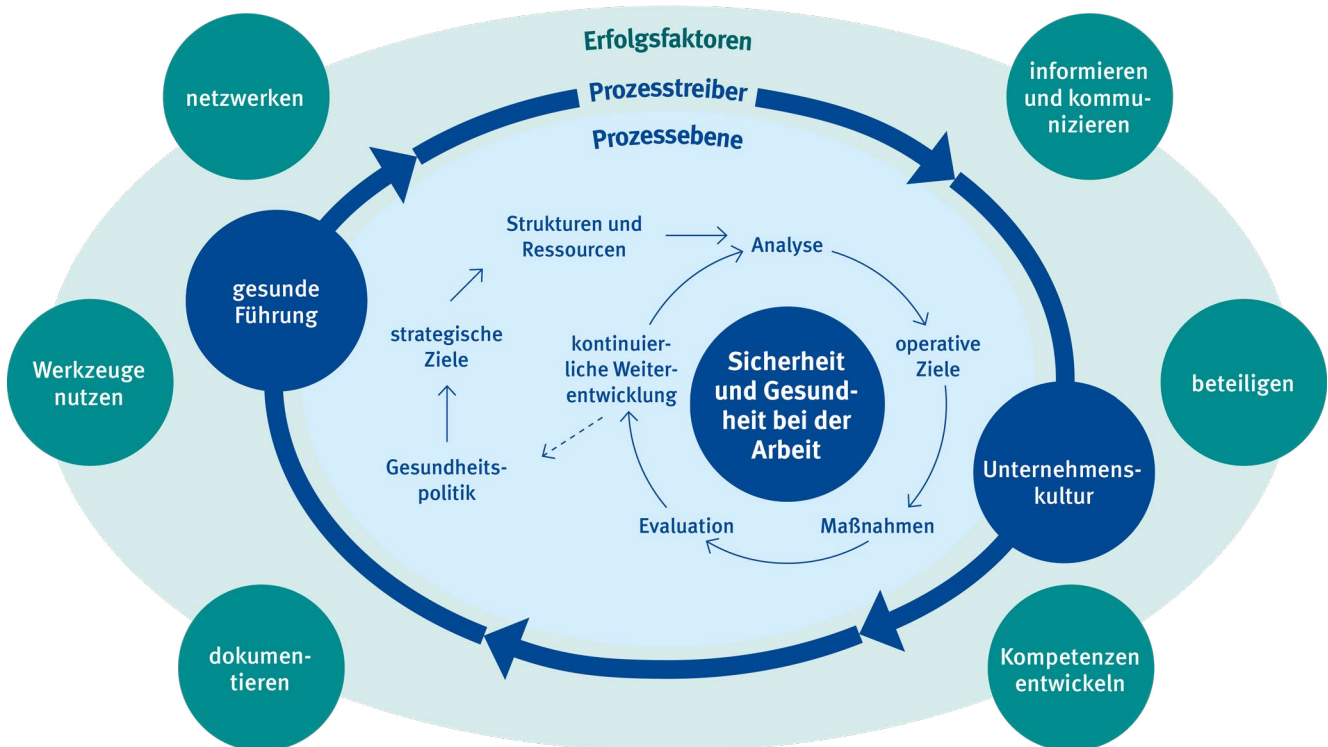 Erfolgsfaktoren
Prozesstreiber
Prozessebene
netzwerken
informieren
und kommu-
nizieren
gesunde
Führung
Strukturen und
Ressourcen
Analyse
strategische
Ziele
kontinuier-
liche Weiter-
entwicklung
Sicherheit
und Gesund-
heit bei der
Arbeit
operative
Ziele
Werkzeuge
nutzen
beteiligen
Gesundheits-
politik
Unternehmens-
kultur
Evaluation
Maßnahmen
dokumen-
tieren
Kompetenzen
entwickeln